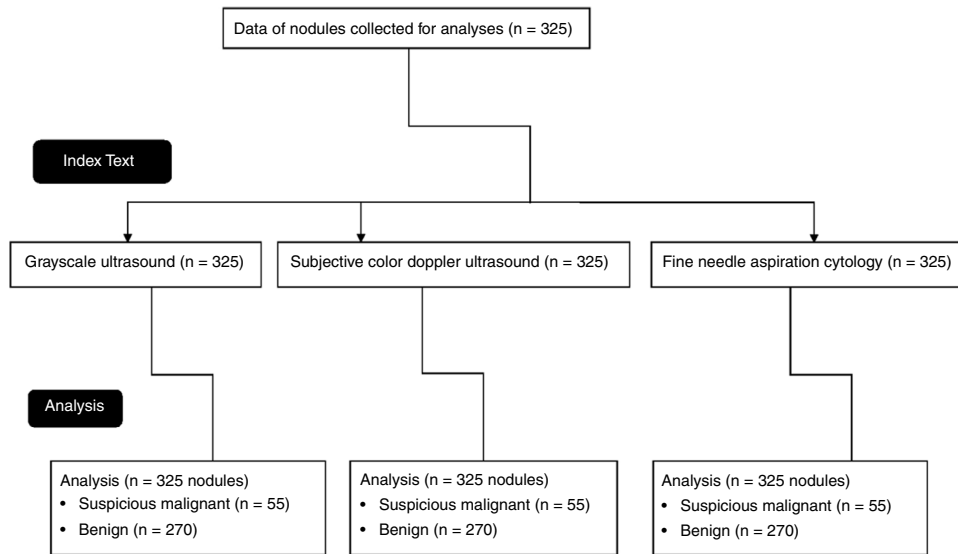 Data of nodules collected for analyses (n = 325)
Index Text
Grayscale ultrasound (n = 325)
Subjective color doppler ultrasound (n = 325)
Fine needle aspiration cytology (n = 325)
Analysis
Analysis (n = 325 nodules)
• Suspicious malignant (n = 55)
• Benign (n = 270)
Analysis (n = 325 nodules)
• Suspicious malignant (n = 55)
• Benign (n = 270)
Analysis (n = 325 nodules)
• Suspicious malignant (n = 55)
• Benign (n = 270)